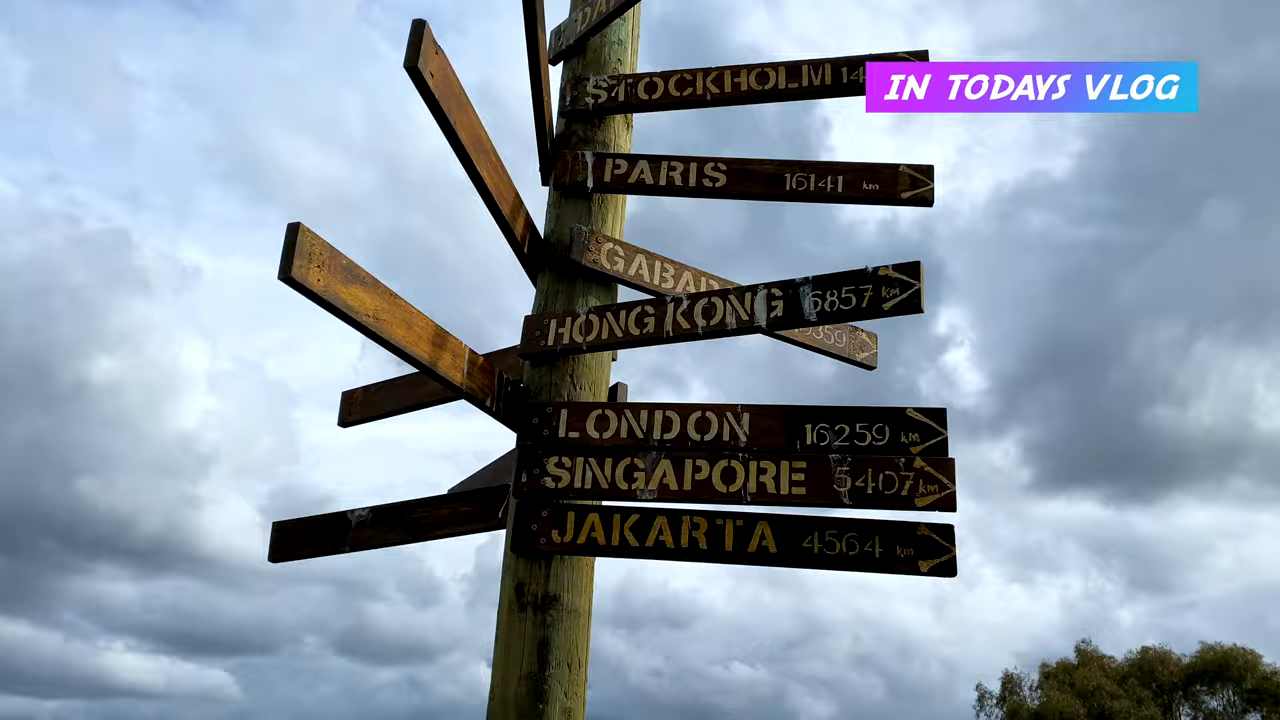 STOCKHOLM 14
IN TODAYS VLOG
PARIS 16141 km
HONG KONG 6857 km
LONDON 16259 km
SINGAPORE 5407 km
JAKARTA 4564 km